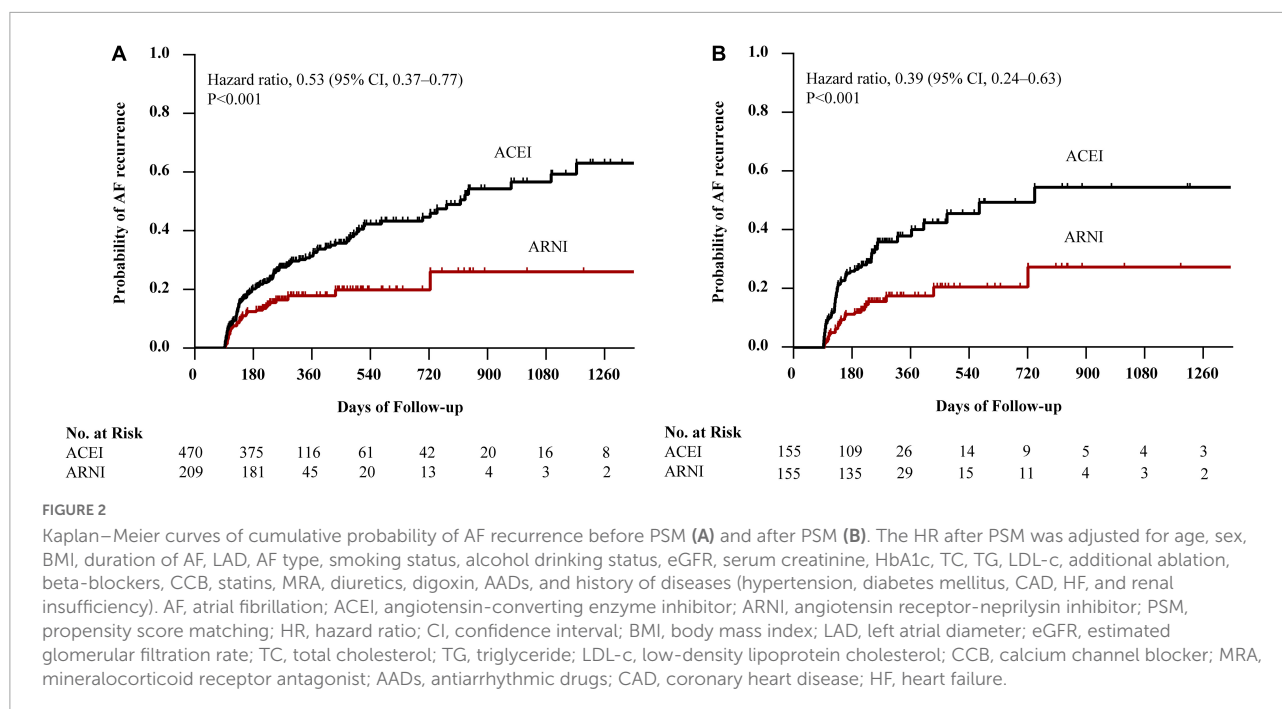 A
Hazard ratio, 0.53 (95% CI, 0.37–0.77)
P<0.001
Probability of AF recurrence
1.0
0.8
0.6
0.4
0.2
0.0
ACEI
ARNI
0 180 360 540 720 900 1080 1260
Days of Follow-up
No. at Risk
ACEI 470 375 116 61 42 20 16 8
ARNI 209 181 45 20 13 4 3 2
B
Hazard ratio, 0.39 (95% CI, 0.24–0.63)
P<0.001
Probability of AF recurrence
1.0
0.8
0.6
0.4
0.2
0.0
ACEI
ARNI
0 180 360 540 720 900 1080 1260
Days of Follow-up
No. at Risk
ACEI 155 109 26 14 9 5 4 3
ARNI 155 135 29 15 11 4 3 2
FIGURE 2
Kaplan–Meier curves of cumulative probability of AF recurrence before PSM (A) and after PSM (B). The HR after PSM was adjusted for age, sex,
BMI, duration of AF, LAD, AF type, smoking status, alcohol drinking status, eGFR, serum creatinine, HbA1c, TC, TG, LDL-c, additional ablation,
beta-blockers, CCB, statins, MRA, diuretics, digoxin, AADs, and history of diseases (hypertension, diabetes mellitus, CAD, HF, and renal
insufficiency). AF, atrial fibrillation; ACEI, angiotensin-converting enzyme inhibitor; ARNI, angiotensin receptor-neprilysin inhibitor; PSM,
propensity score matching; HR, hazard ratio; CI, confidence interval; BMI, body mass index; LAD, left atrial diameter; eGFR, estimated
glomerular filtration rate; TC, total cholesterol; TG, triglyceride; LDL-c, low-density lipoprotein cholesterol; CCB, calcium channel blocker; MRA,
mineralocorticoid receptor antagonist; AADs, antiarrhythmic drugs; CAD, coronary heart disease; HF, heart failure.